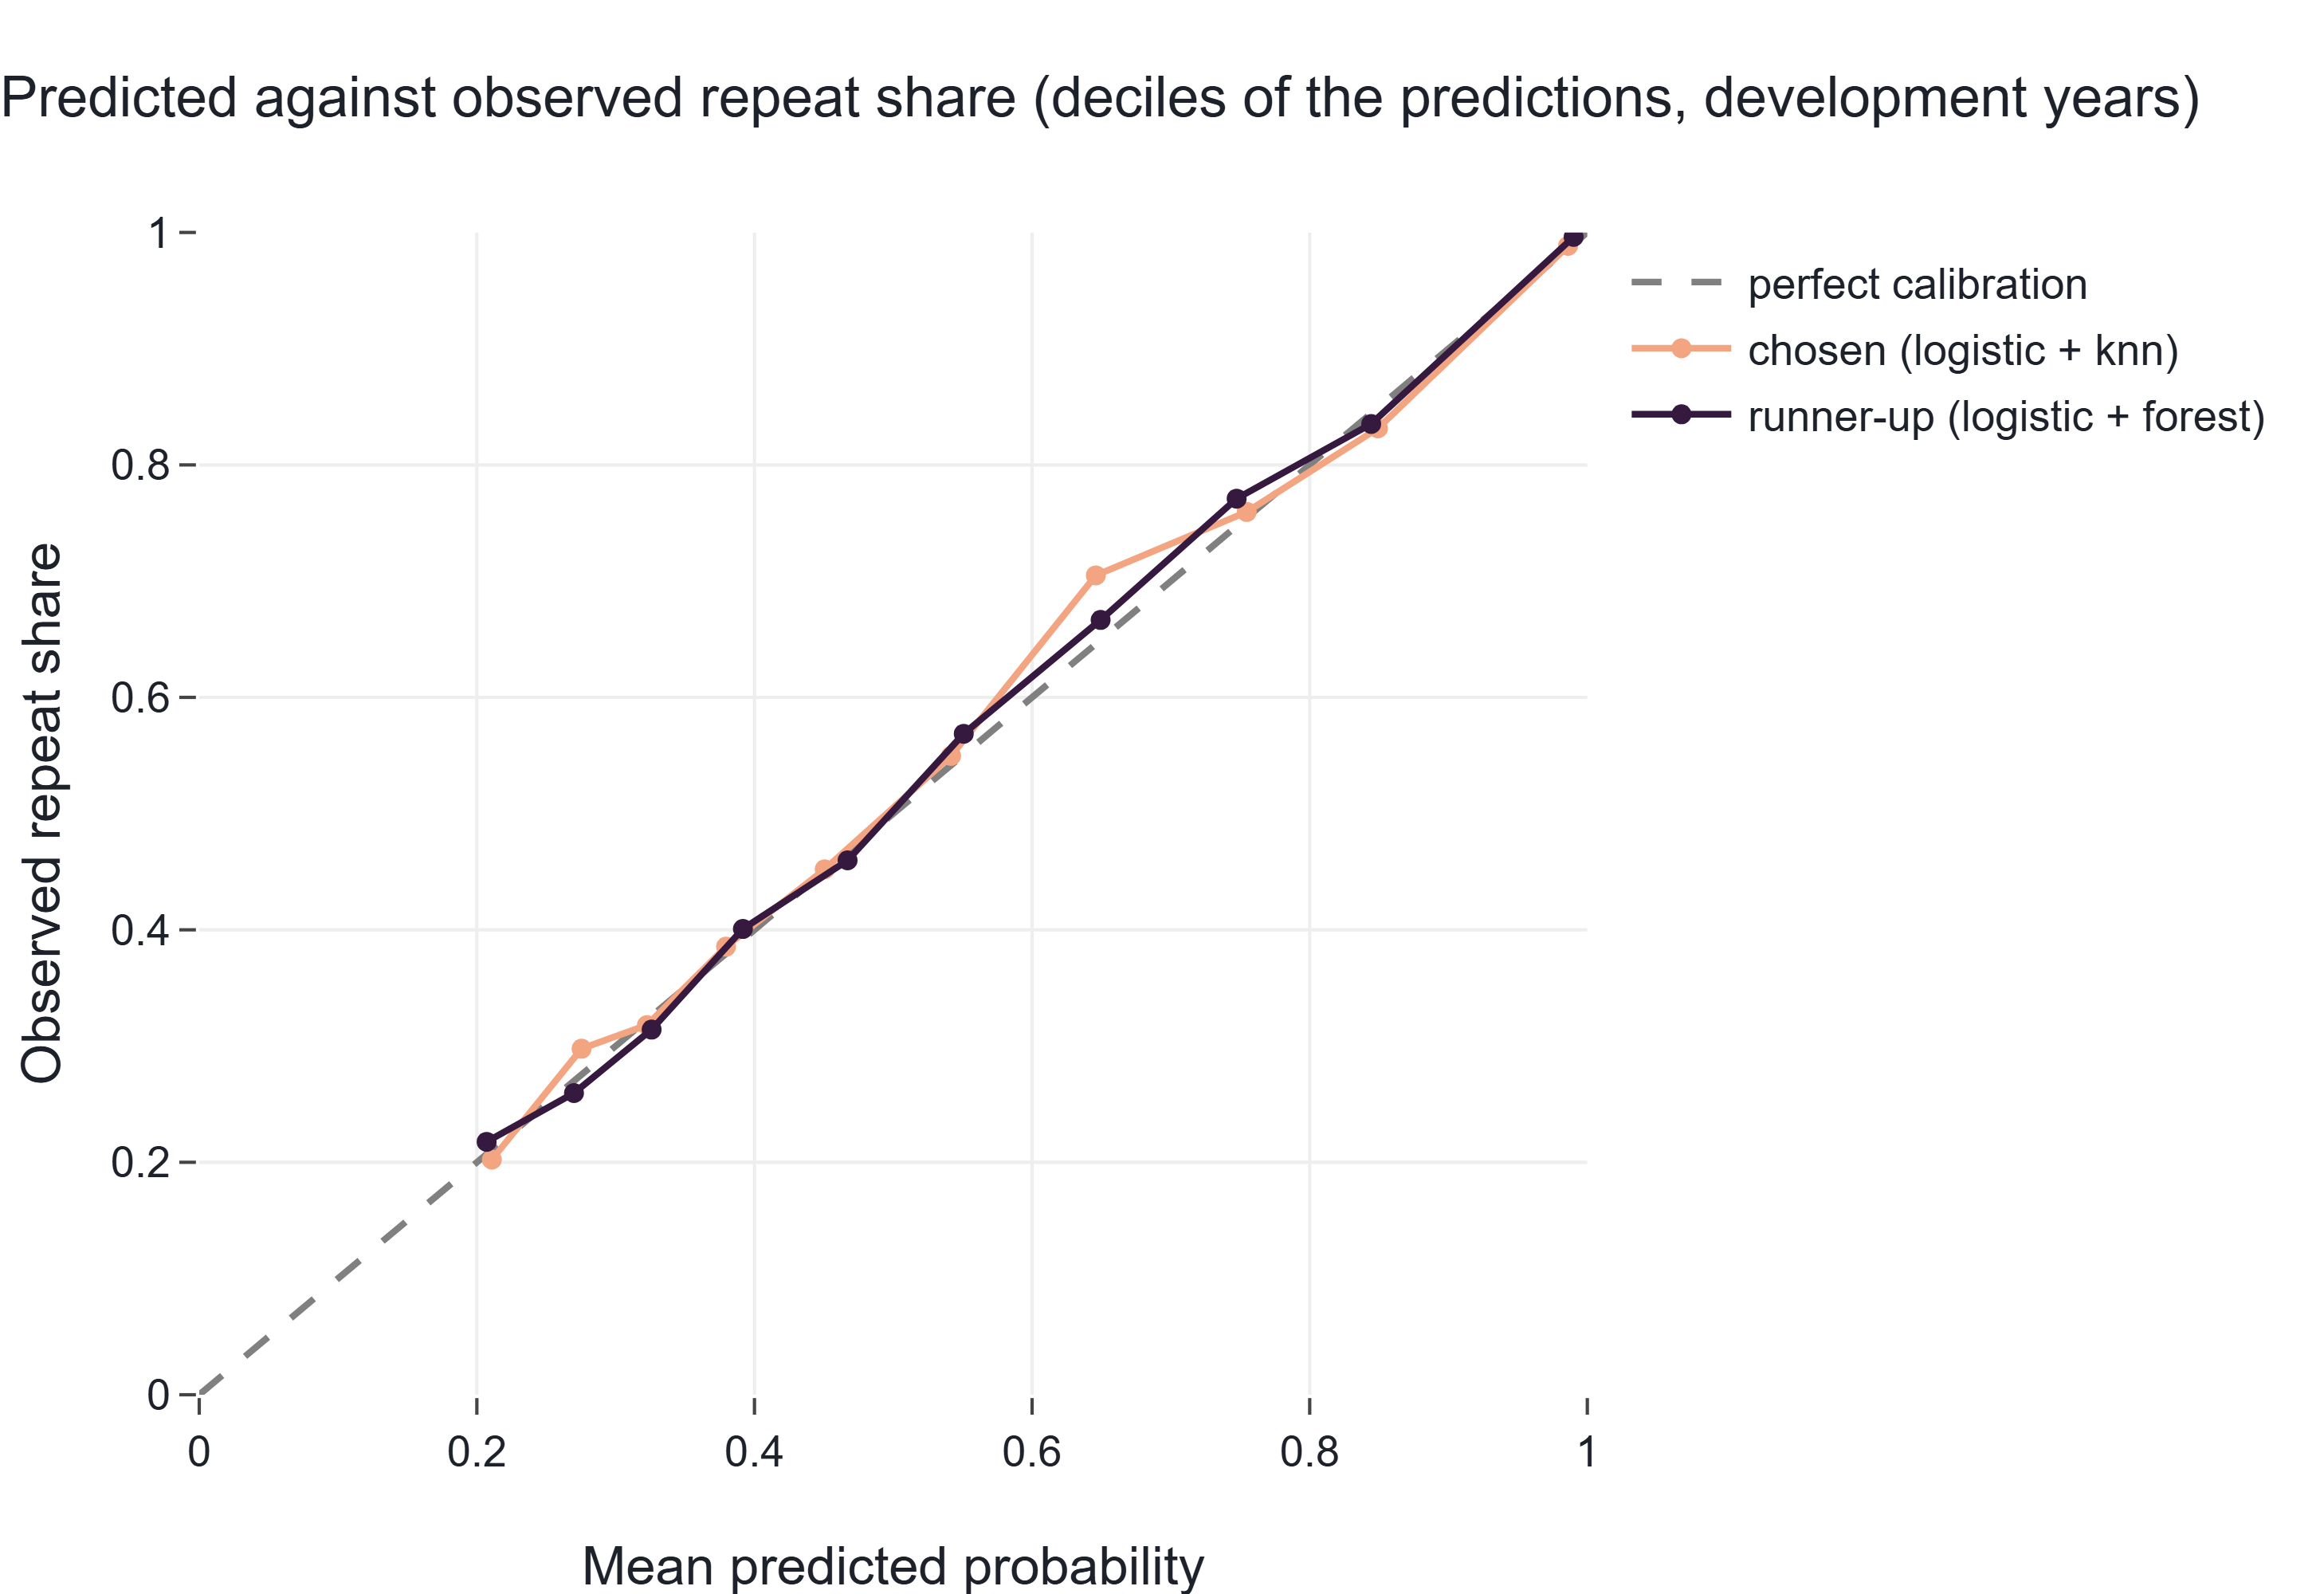 Predicted against observed repeat share (deciles of the predictions, development years)
perfect calibration
chosen (logistic + knn)
runner-up (logistic + forest)
Observed repeat share
1
0.8
0.6
0.4
0.2
0
0
0.2
0.4
0.6
0.8
1
Mean predicted probability